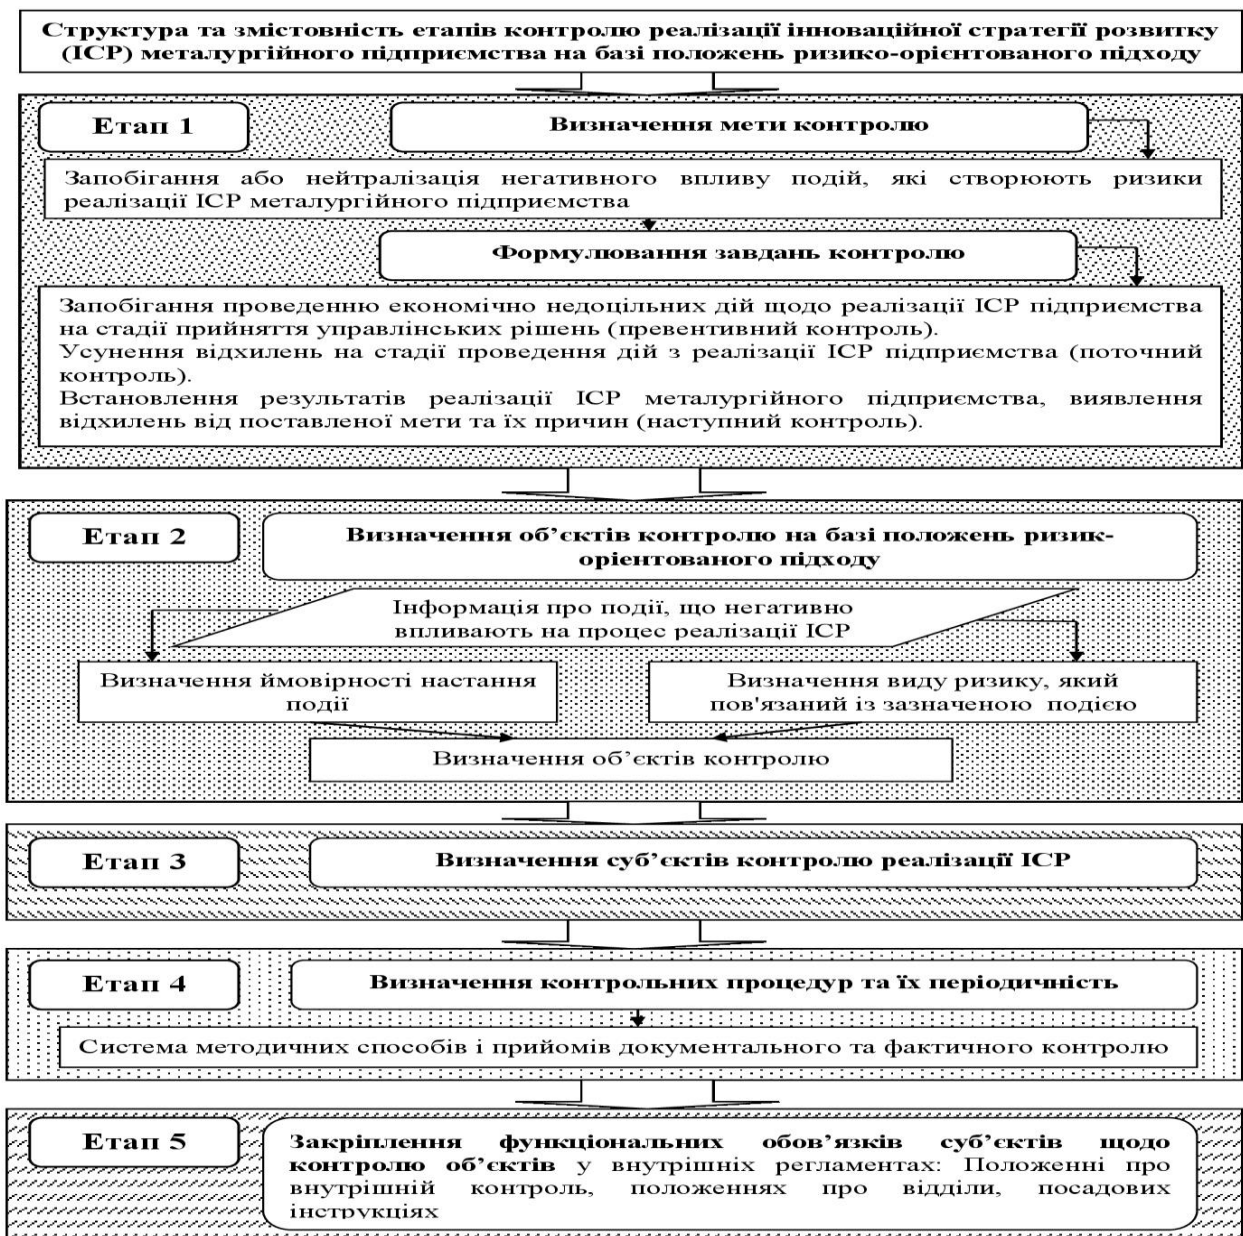 Структура та змістовність етапів контролю реалізації інноваційної стратегії розвитку
(ІСР) металургійного підприємства на базі положень ризико-орієнтованого підходу
Етап 1
Визначення мети контролю
Запобігання або нейтралізація негативного впливу подій, які створюють ризики
реалізації ІСР металургійного підприємства
Формулювання завдань контролю
Запобігання проведенню економічно недоцільних дій щодо реалізації ІСР підприємства
на стадії прийняття управлінських рішень (превентивний контроль).
Усунення відхилень на стадії проведення дій з реалізації ІСР підприємства (поточний
контроль).
Встановлення результатів реалізації ІСР металургійного підприємства, виявлення
відхилень від поставленої мети та їх причин (наступний контроль).
Етап 2
Визначення об’єктів контролю на базі положень ризик-
орієнтованого підходу
Інформація про події, що негативно
впливають на процес реалізації ІСР
Визначення ймовірності настання
події
Визначення виду ризику, який
пов'язаний із зазначеною подією
Визначення об’єктів контролю
Етап 3
Визначення суб’єктів контролю реалізації ІСР
Етап 4
Визначення контрольних процедур та їх періодичність
Система методичних способів і прийомів документального та фактичного контролю
Етап 5
Закріплення функціональних обов’язків суб’єктів щодо
контролю об’єктів у внутрішніх регламентах: Положенні про
внутрішній контроль, положеннях про відділи, посадових
інструкціях